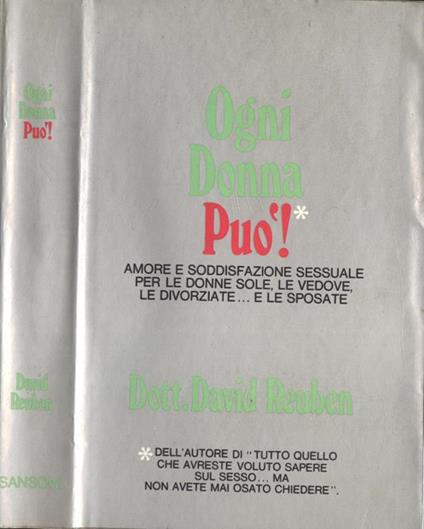 Ogni
Donna
Puo'!
David
Reuben
SANSONI
Ogni
Donna
Puo'!*
AMORE E SODDISFAZIONE SESSUALE
PER LE DONNE SOLE, LE VEDOVE,
LE DIVORZIATE... E LE SPOSATE
Dott. David Reuben
*DELL'AUTORE DI "TUTTO QUELLO
CHE AVRESTE VOLUTO SAPERE
SUL SESSO... MA
NON AVETE MAI OSATO CHIEDERE".